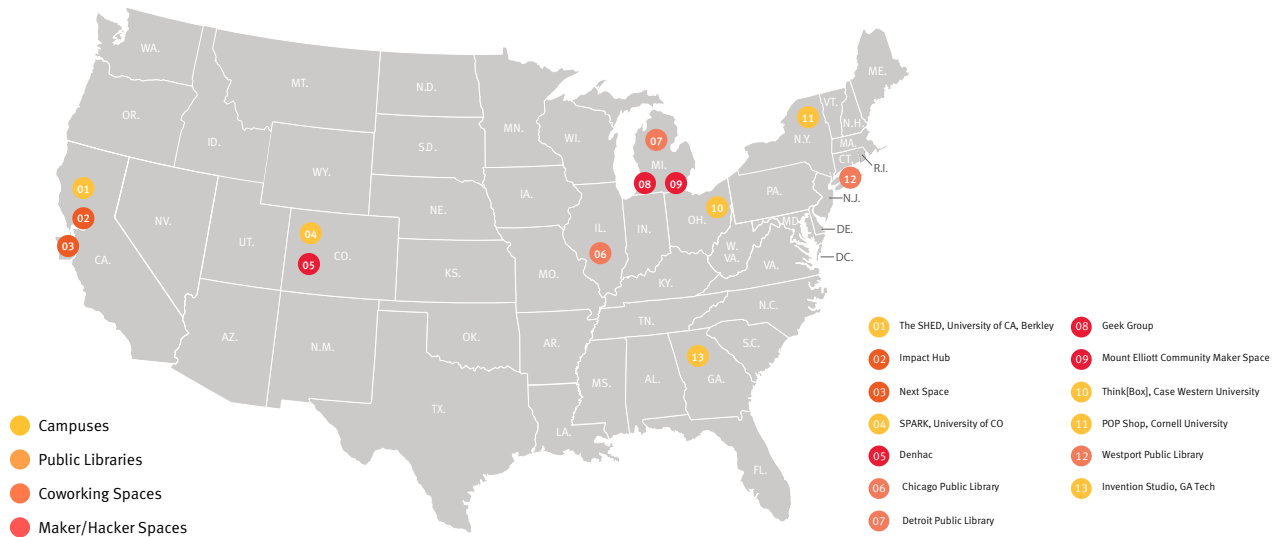 WA.
OR.
ID.
MT.
N.D.
S.D.
WY.
NE.
NV.
UT.
CO.
CA.
AZ.
N.M.
KS.
OK.
TX.
MN.
IA.
MO.
AR.
LA.
WI.
IL.
IN.
MI.
OH.
KY.
TN.
MS.
AL.
GA.
FL.
S.C.
N.C.
VA.
W.
VA.
PA.
MD.
N.Y.
VT.
N.H.
ME.
MA.
CT.
R.I.
N.J.
DE.
DC.
01
02
03
04
05
06
07
08
09
10
11
12
13
Campuses
Public Libraries
Coworking Spaces
Maker/Hacker Spaces
01 The SHED, University of CA, Berkley
02 Impact Hub
03 Next Space
04 SPARK, University of CO
05 Denhac
06 Chicago Public Library
07 Detroit Public Library
08 Geek Group
09 Mount Elliott Community Maker Space
10 Think[Box], Case Western University
11 POP Shop, Cornell University
12 Westport Public Library
13 Invention Studio, GA Tech